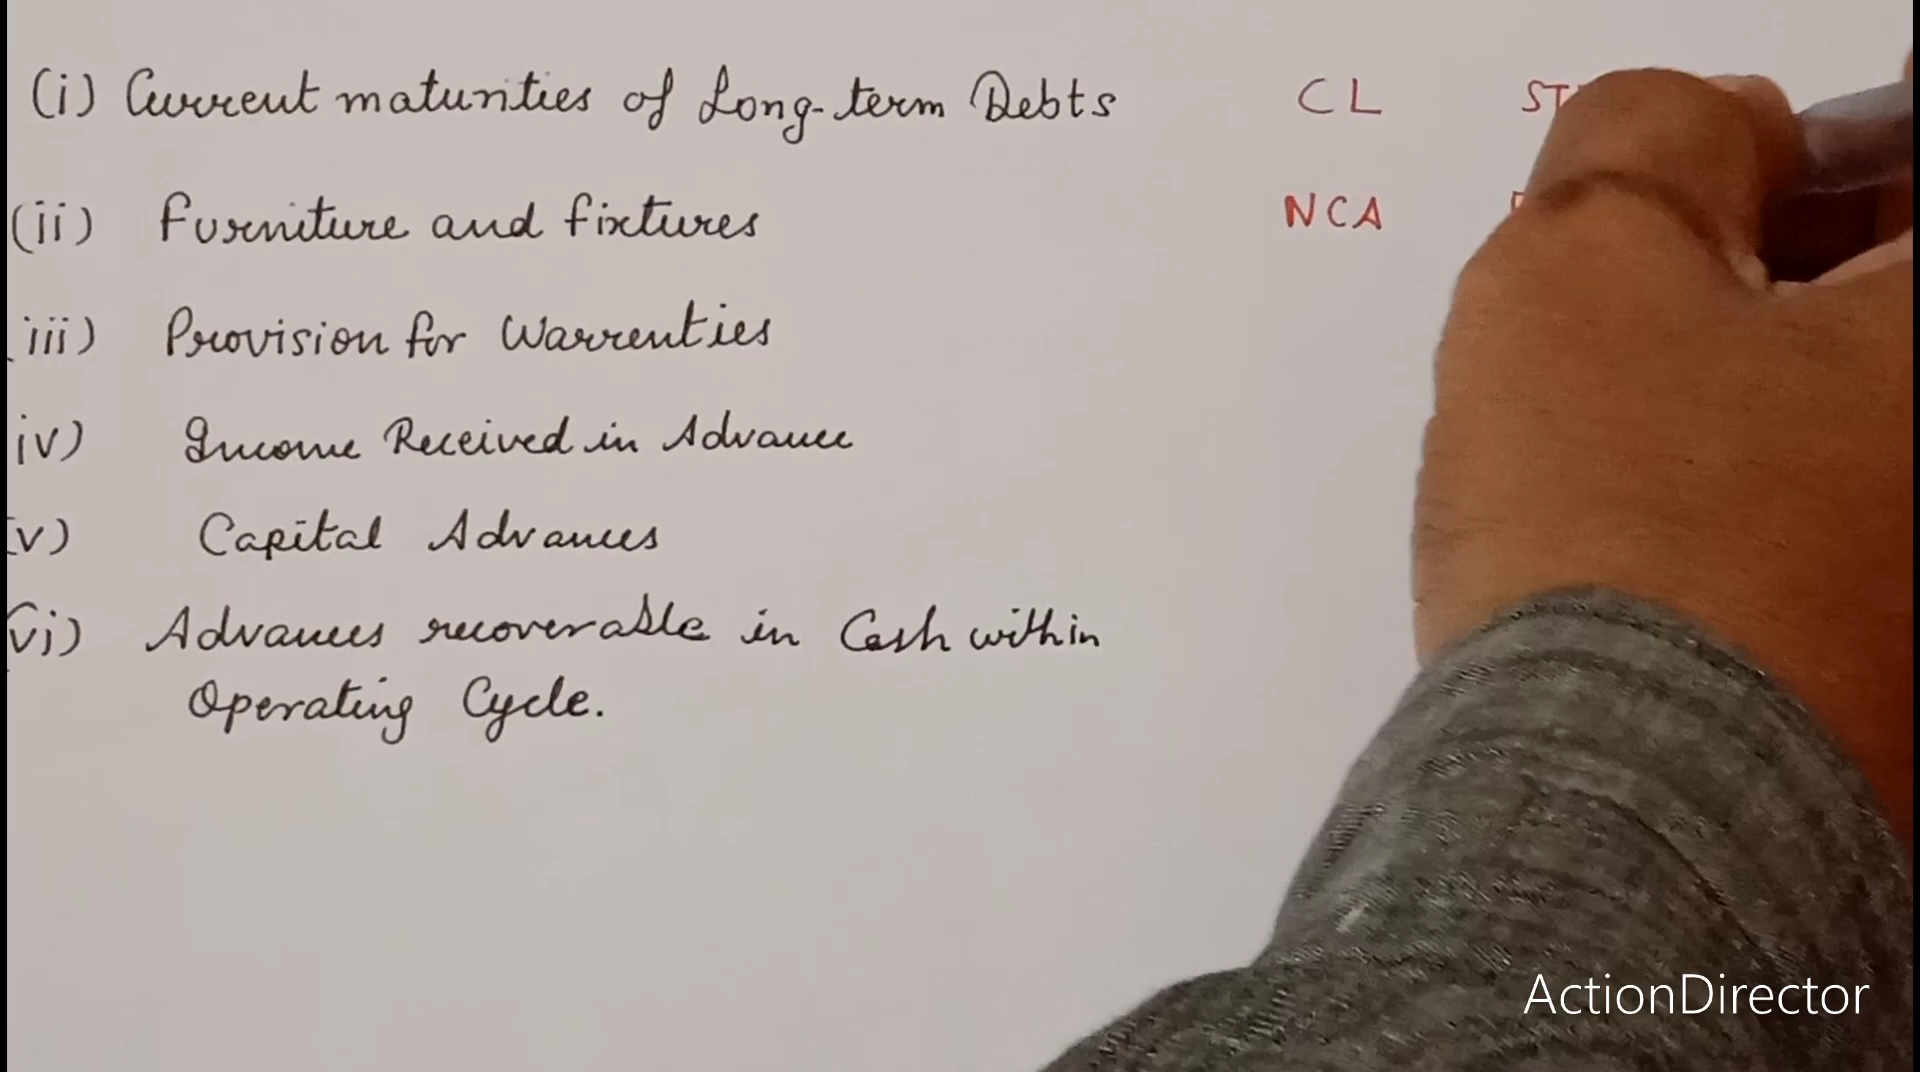 (i) Current maturities of Long-term Debts CL
(ii) Furniture and fixtures NCA
iii) Provision for Warrenties
iv) Income Received in Advance
v) Capital Advances
vi) Advances recoverable in Cash within
Operating Cycle.
ActionDirector